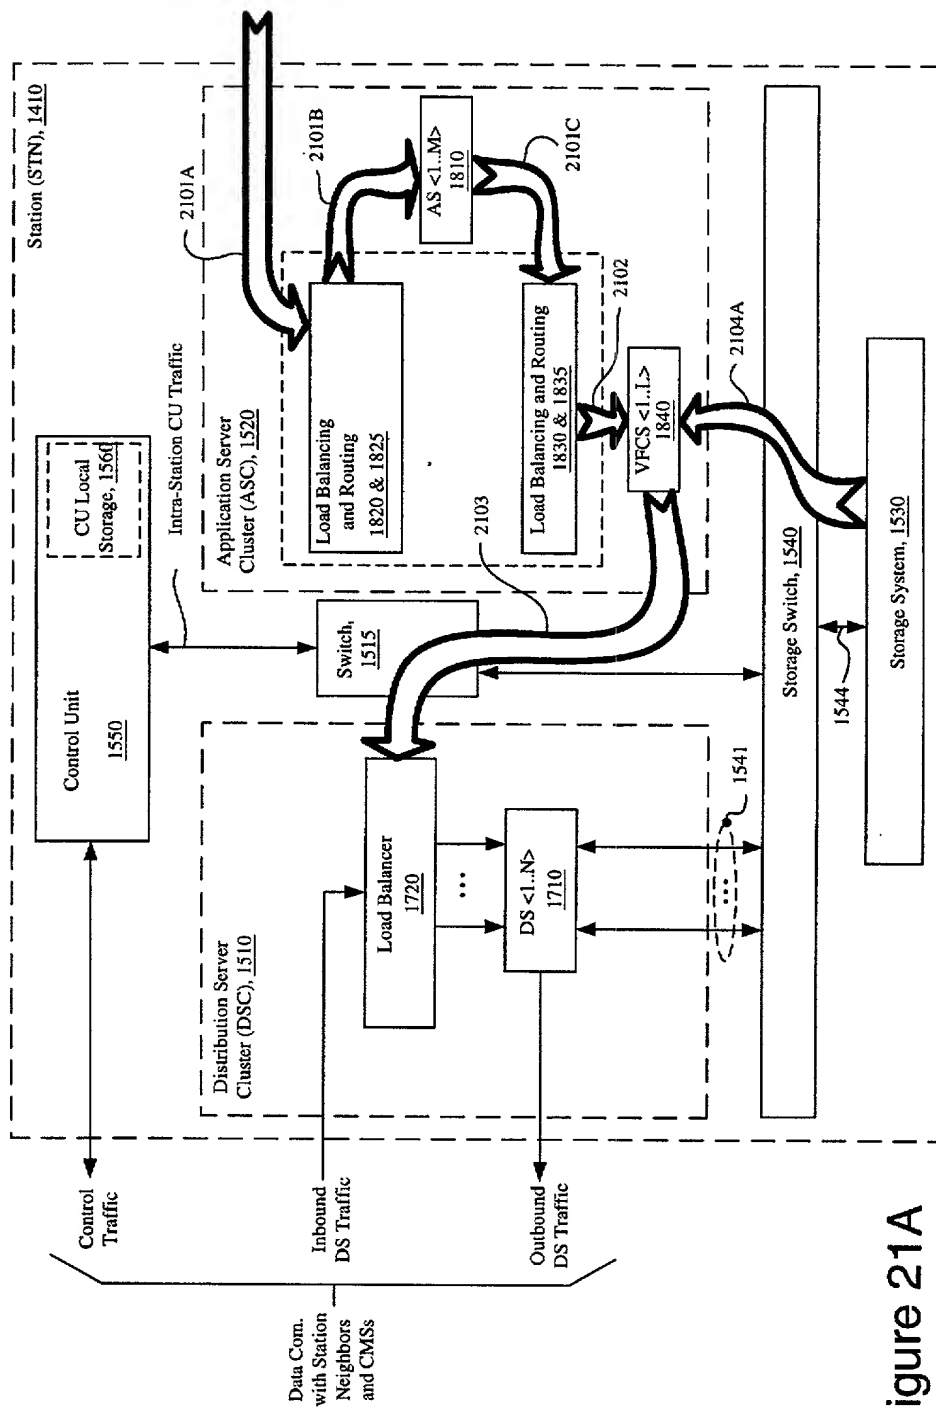 Station (STN), 1410
2101A
Control Unit
1550
CU Local
Storage, 1560
Intra-Station CU Traffic
Application Server
Cluster (ASC), 1520
Load Balancing
and Routing
1820 & 1825
2101B
AS <1..M>
1810
2101C
Load Balancing and Routing
1830 & 1835
2102
VFCS <1..L>
1840
2104A
Switch,
1515
2103
Distribution Server
Cluster (DSC), 1510
Load Balancer
1720
...
DS <1..N>
1710
...
1541
Storage Switch, 1540
1544
Storage System, 1530
Control
Traffic
Inbound
DS Traffic
Outbound
DS Traffic
Data Com.
with Station
Neighbors
and CMSs
igure 21A